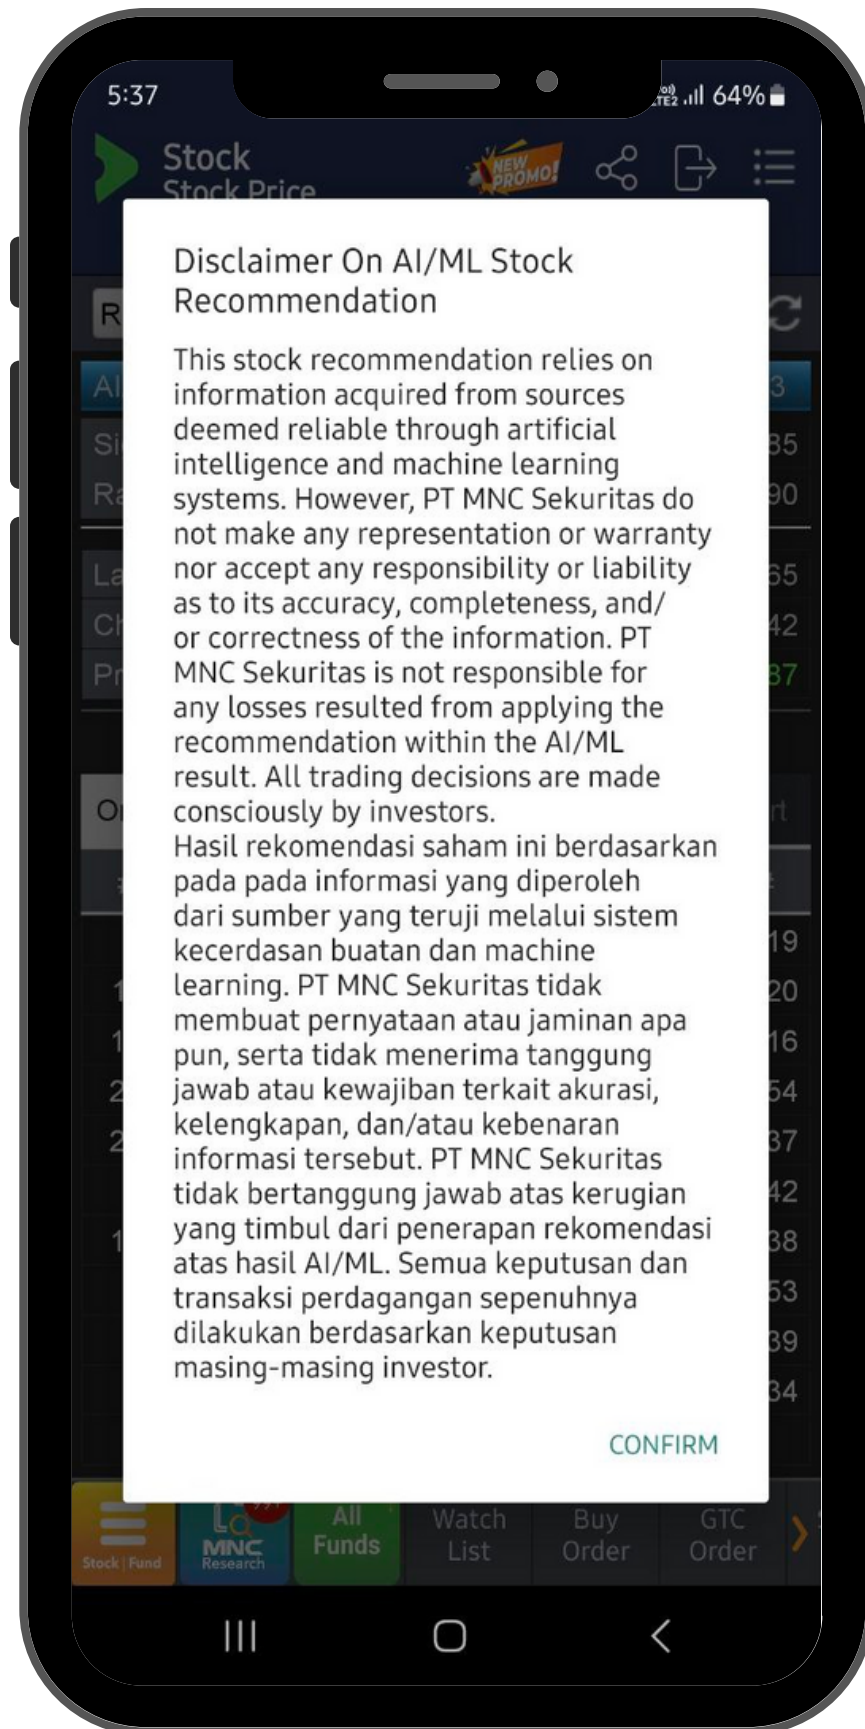 5:37
64%
Stock
Stock Price
NEW
PROMO!
Disclaimer On AI/ML Stock
Recommendation
This stock recommendation relies on
information acquired from sources
deemed reliable through artificial
intelligence and machine learning
systems. However, PT MNC Sekuritas do
not make any representation or warranty
nor accept any responsibility or liability
as to its accuracy, completeness, and/
or correctness of the information. PT
MNC Sekuritas is not responsible for
any losses resulted from applying the
recommendation within the AI/ML
result. All trading decisions are made
consciously by investors.
Hasil rekomendasi saham ini berdasarkan
pada pada informasi yang diperoleh
dari sumber yang teruji melalui sistem
kecerdasan buatan dan machine
learning. PT MNC Sekuritas tidak
membuat pernyataan atau jaminan apa
pun, serta tidak menerima tanggung
jawab atau kewajiban terkait akurasi,
kelengkapan, dan/atau kebenaran
informasi tersebut. PT MNC Sekuritas
tidak bertanggung jawab atas kerugian
yang timbul dari penerapan rekomendasi
atas hasil AI/ML. Semua keputusan dan
transaksi perdagangan sepenuhnya
dilakukan berdasarkan keputusan
masing-masing investor.
CONFIRM
Stock | Fund
MNC
Research
All
Funds
Watch
List
Buy
Order
GTC
Order